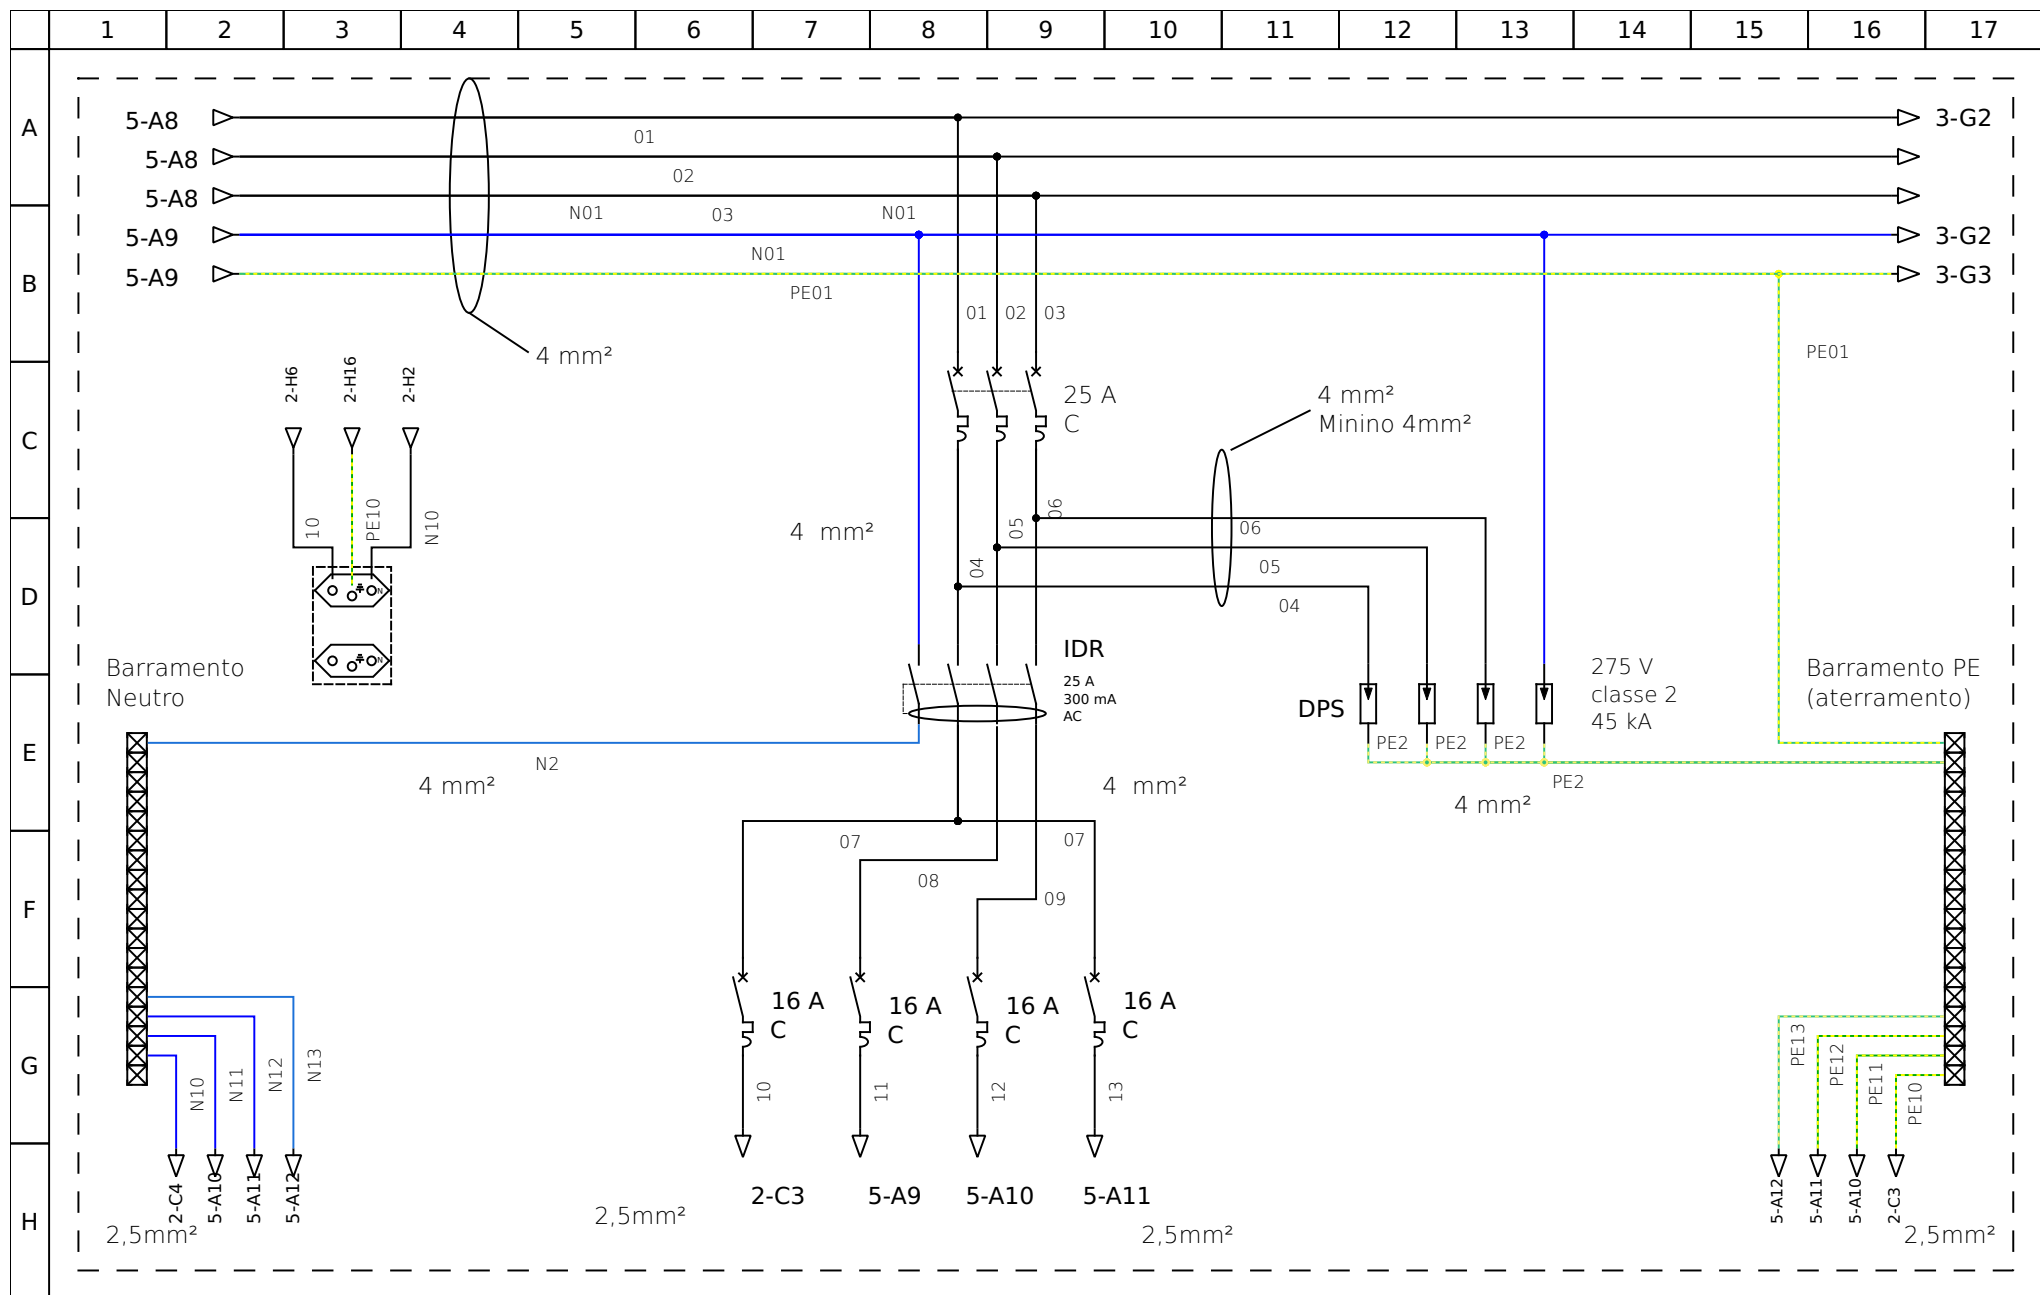 1 2 3 4 5 6 7 8 9 10 11 12 13 14 15 16 17
A
5-A8
01
3-G2
5-A8
02
5-A8
N01
03
N01
5-A9
3-G2
N01
B
5-A9
3-G3
PE01
01
02
03
4 mm²
PE01
2-H6
2-H16
2-H2
25 A
C
4 mm²
Minino 4mm²
C
10
PE10
N10
4 mm²
04
05
06
06
05
04
D
N
N
IDR
25 A
300 mA
AC
Barramento
Neutro
DPS
275 V
classe 2
45 kA
Barramento PE
(aterramento)
E
N2
PE2
PE2
PE2
PE2
4 mm²
4 mm²
4 mm²
07
07
08
09
F
16 A
C
16 A
C
16 A
C
16 A
C
G
N10
N11
N12
N13
10
11
12
13
PE13
PE12
PE11
PE10
H
2-C4
5-A10
5-A11
5-A12
2-C3
5-A9
5-A10
5-A11
5-A12
5-A11
5-A10
2-C3
2,5mm²
2,5mm²
2,5mm²
2,5mm²